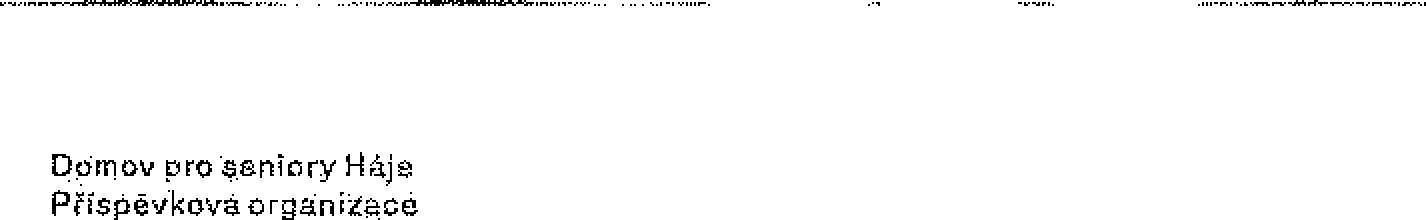 Domov pro seniory Háje
Příspěvková organizace